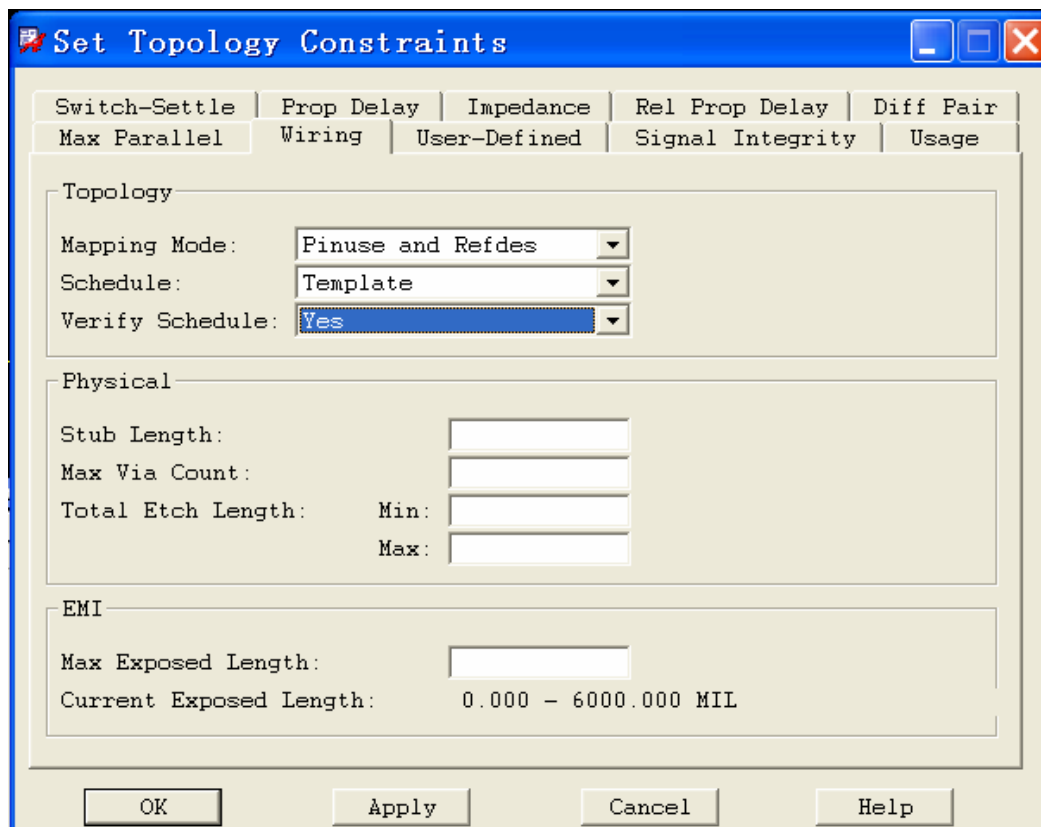 Set Topology Constraints
Switch-Settle Prop Delay Impedance Rel Prop Delay Diff Pair
Max Parallel Wiring User-Defined Signal Integrity Usage
Topology
Mapping Mode: Pinuse and Refdes
Schedule: Template
Verify Schedule: Yes
Physical
Stub Length:
Max Via Count:
Total Etch Length: Min:
Max:
EMI
Max Exposed Length:
Current Exposed Length: 0.000 - 6000.000 MIL
OK Apply Cancel Help